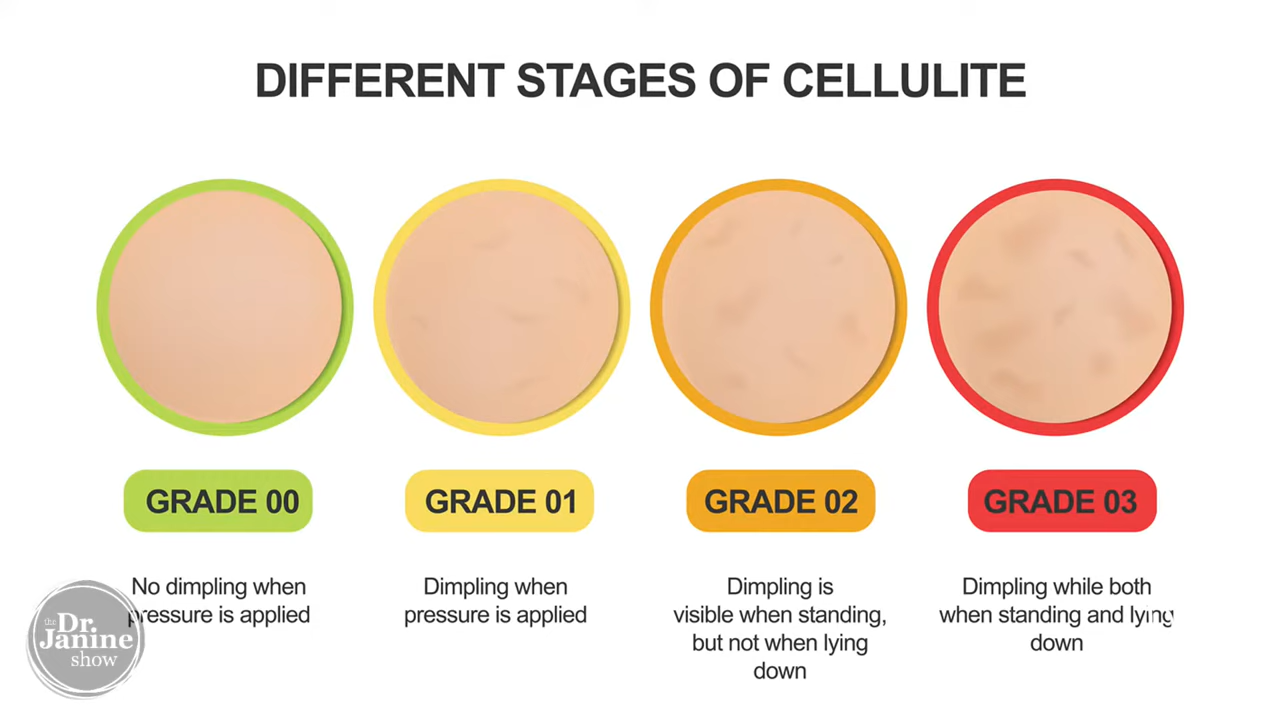 DIFFERENT STAGES OF CELLULITE
GRADE 00
GRADE 01
GRADE 02
GRADE 03
No dimpling when
pressure is applied
Dimpling when
pressure is applied
Dimpling is
visible when standing,
but not when lying
down
Dimpling while both
when standing and lying
down
the Dr.
Janine
show